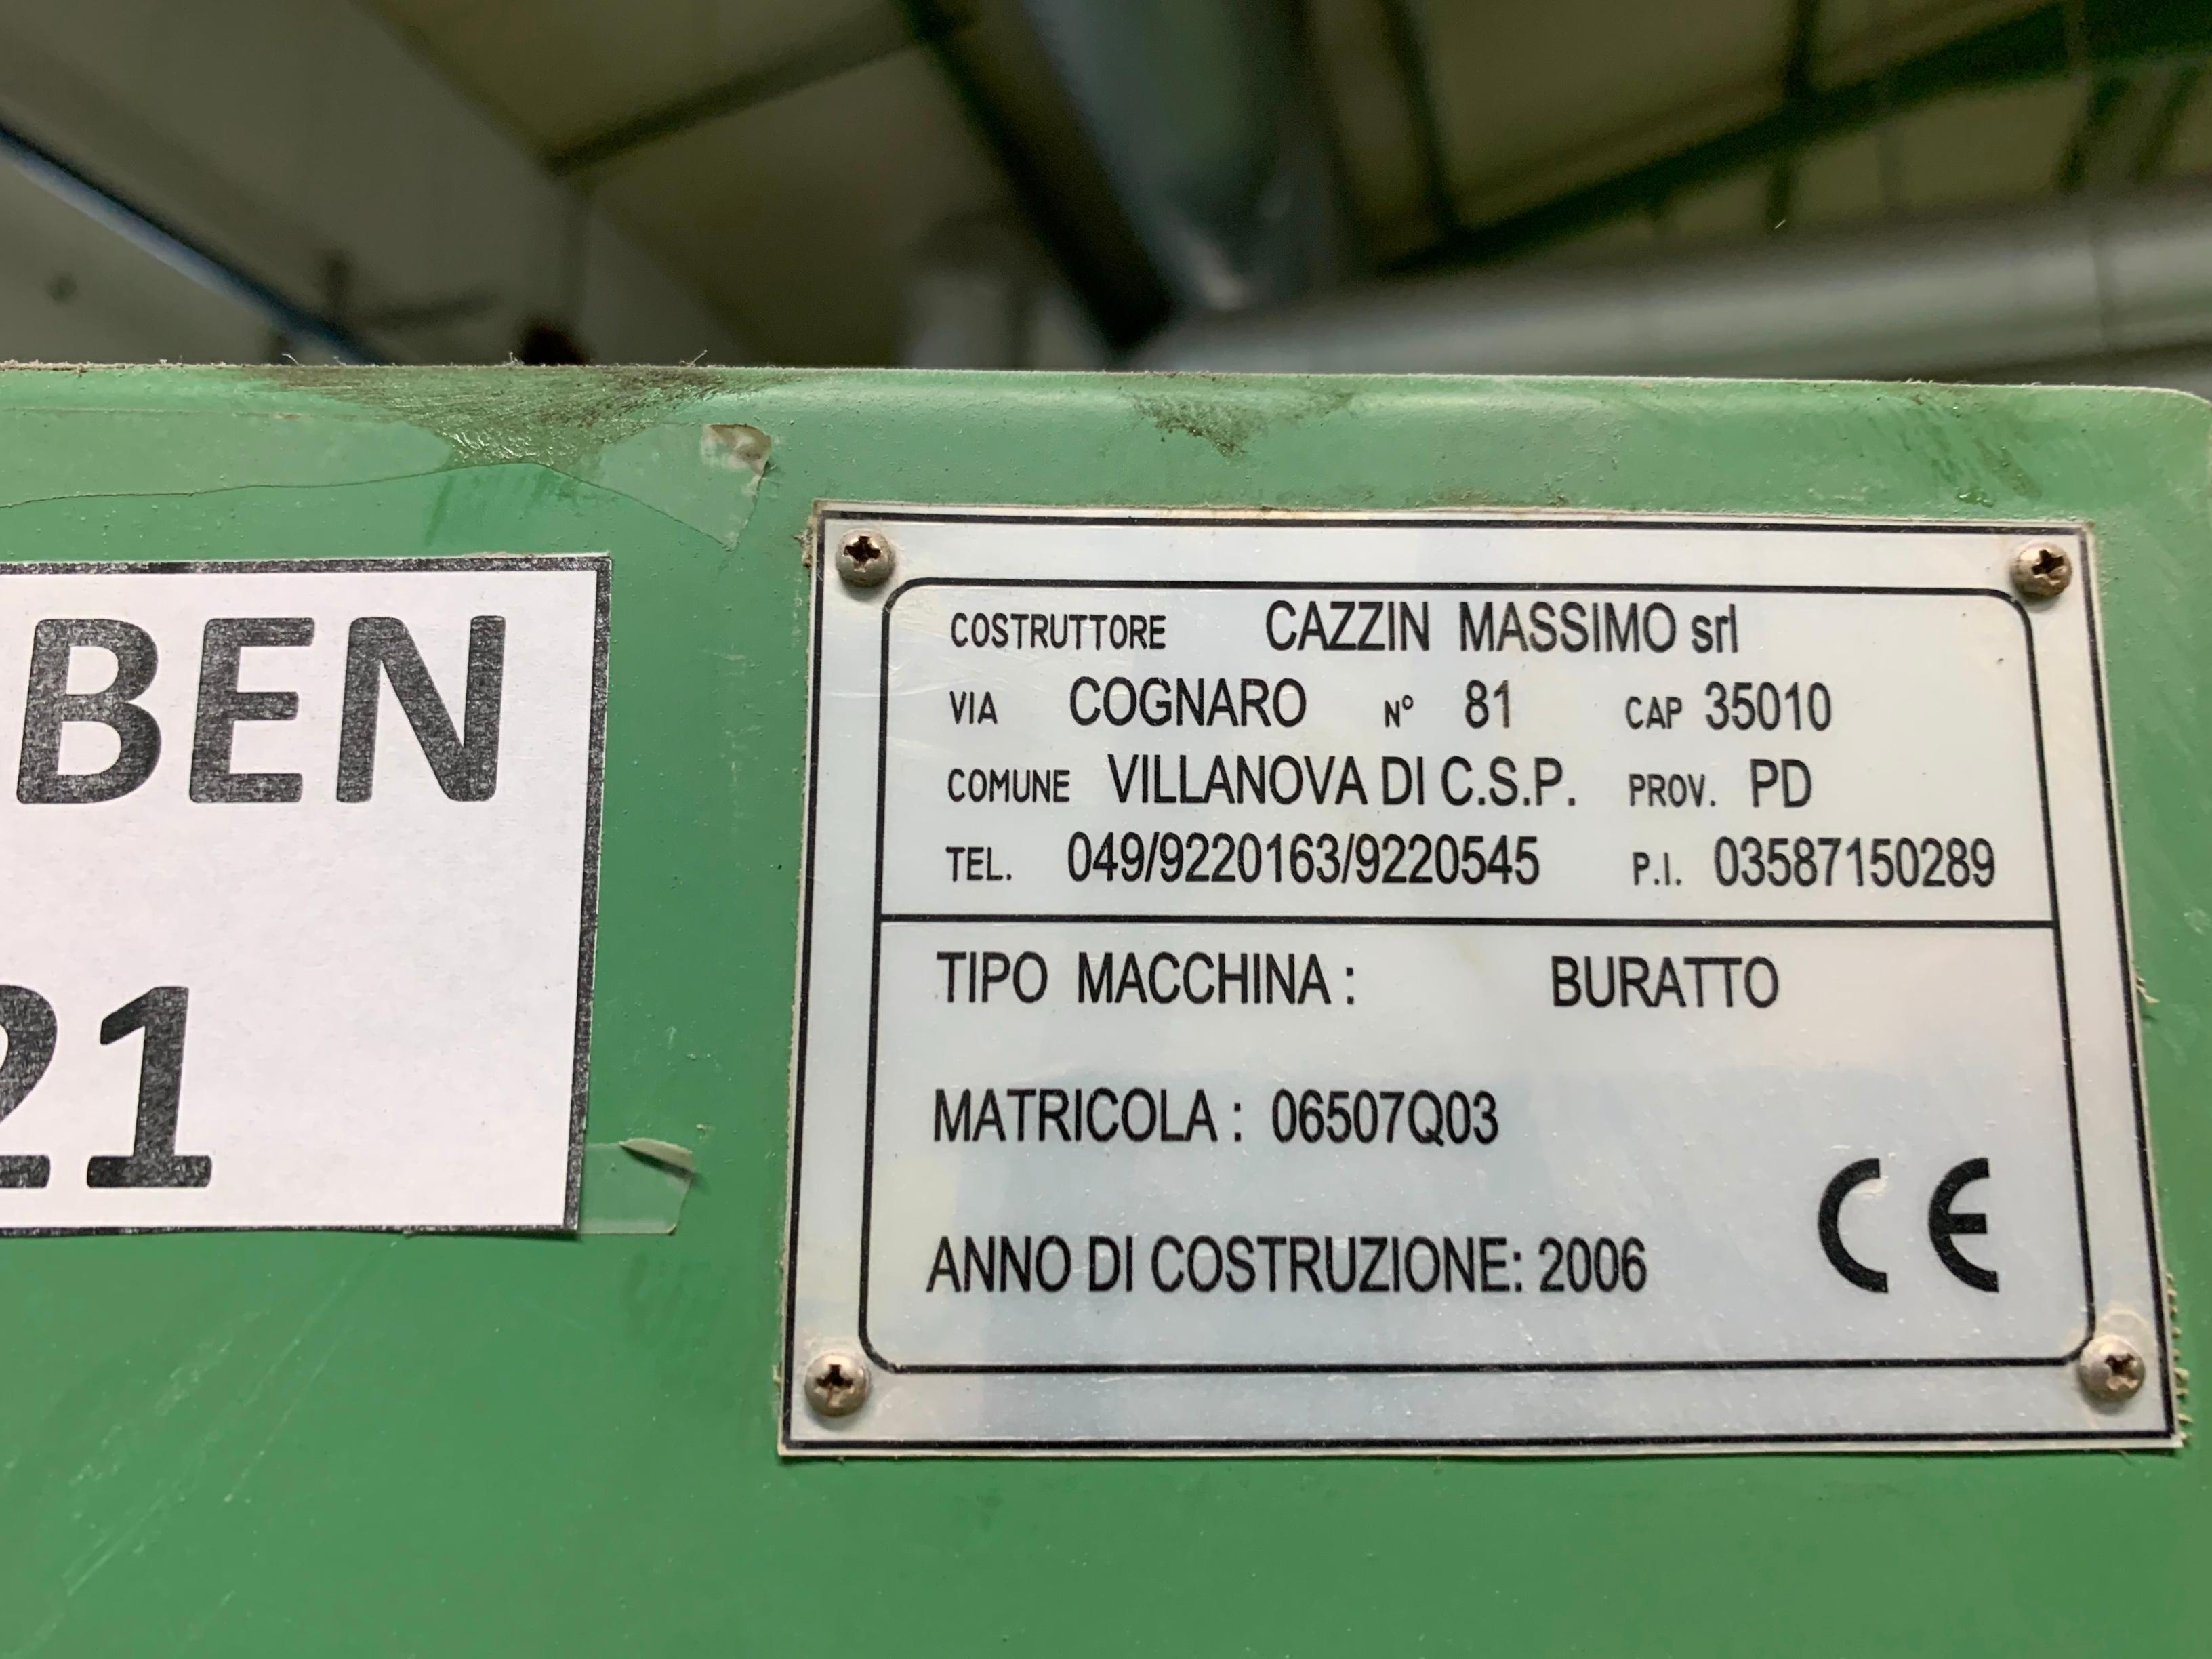 BEN
21
COSTRUTTORE CAZZIN MASSIMO srl
VIA COGNARO N° 81 CAP 35010
COMUNE VILLANOVA DI C.S.P. PROV. PD
TEL. 049/9220163/9220545 P.I. 03587150289
TIPO MACCHINA : BURATTO
MATRICOLA : 06507Q03
CE
ANNO DI COSTRUZIONE: 2006